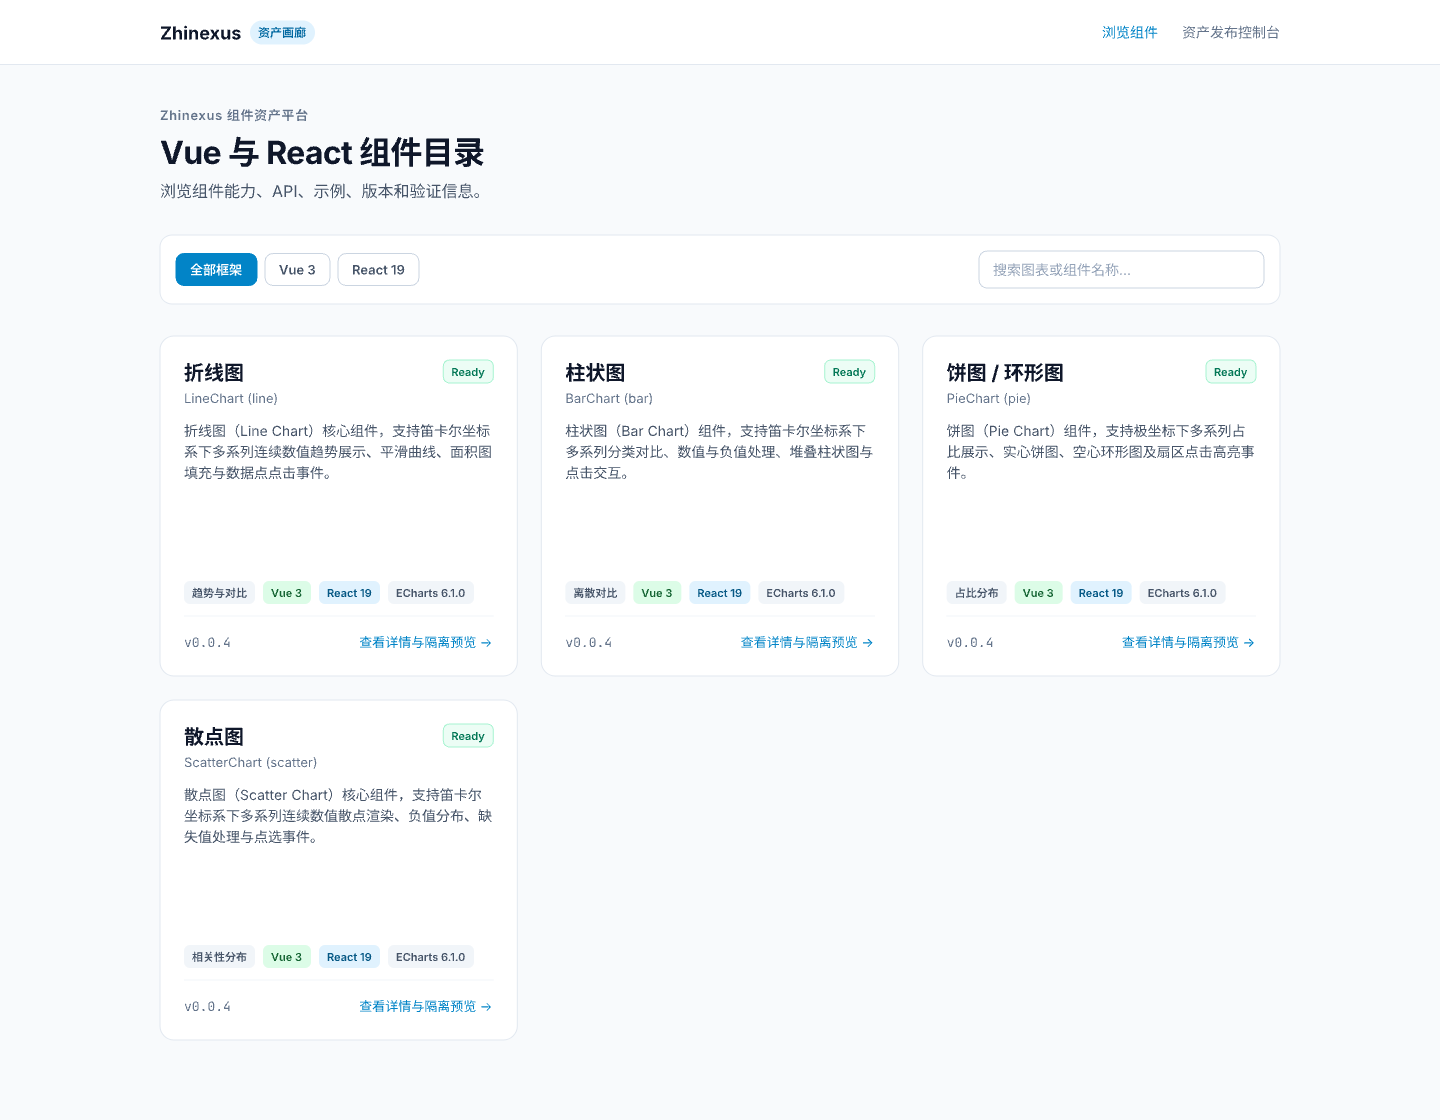 Zhinexus 资产画廊
浏览组件 资产发布控制台
Zhinexus 组件资产平台
Vue 与 React 组件目录
浏览组件能力、API、示例、版本和验证信息。
全部框架 Vue 3 React 19
搜索图表或组件名称...
折线图 Ready
LineChart (line)
折线图（Line Chart）核心组件，支持笛卡尔坐标
系下多系列连续数值趋势展示、平滑曲线、面积图
填充与数据点点击事件。
趋势与对比 Vue 3 React 19 ECharts 6.1.0
v0.0.4 查看详情与隔离预览 →
柱状图 Ready
BarChart (bar)
柱状图（Bar Chart）组件，支持笛卡尔坐标系下
多系列分类对比、数值与负值处理、堆叠柱状图与
点击交互。
离散对比 Vue 3 React 19 ECharts 6.1.0
v0.0.4 查看详情与隔离预览 →
饼图 / 环形图 Ready
PieChart (pie)
饼图（Pie Chart）组件，支持极坐标下多系列占
比展示、实心饼图、空心环形图及扇区点击高亮事
件。
占比分布 Vue 3 React 19 ECharts 6.1.0
v0.0.4 查看详情与隔离预览 →
散点图 Ready
ScatterChart (scatter)
散点图（Scatter Chart）核心组件，支持笛卡尔
坐标系下多系列连续数值散点渲染、负值分布、缺
失值处理与点选事件。
相关性分布 Vue 3 React 19 ECharts 6.1.0
v0.0.4 查看详情与隔离预览 →